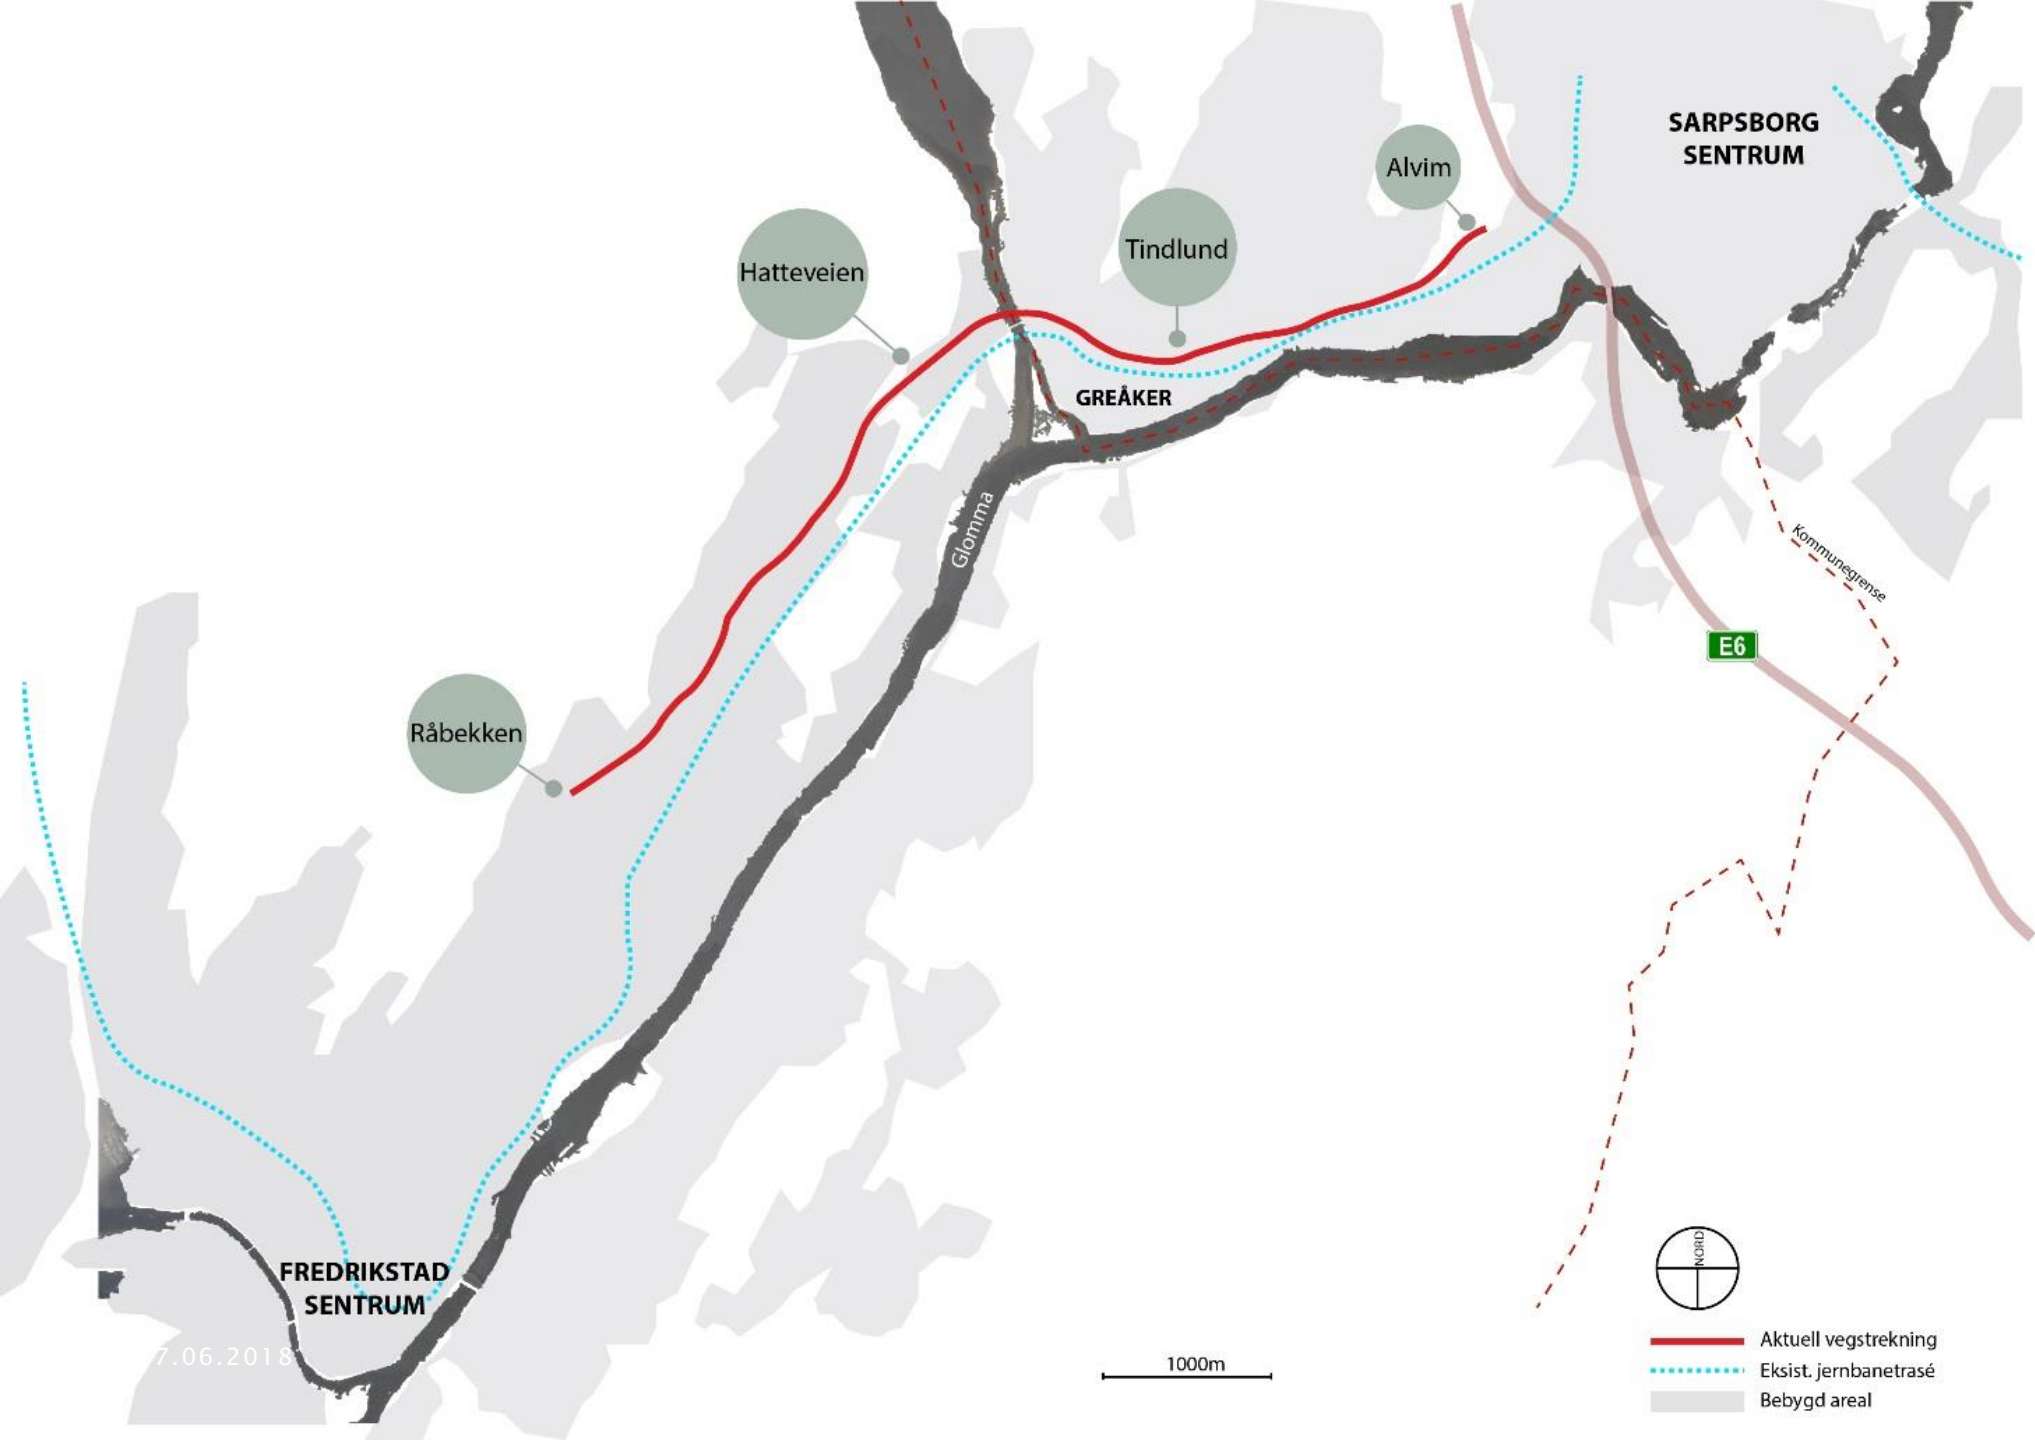 SARPSBORG
SENTRUM
Alvim
Tindlund
Hatteveien
GREÅKER
Glomma
Kommunegrense
E6
Råbekken
FREDRIKSTAD
SENTRUM
7.06.2018
NORD
1000m
Aktuell vegstrekning
Eksist. jernbanetrasé
Bebygd areal